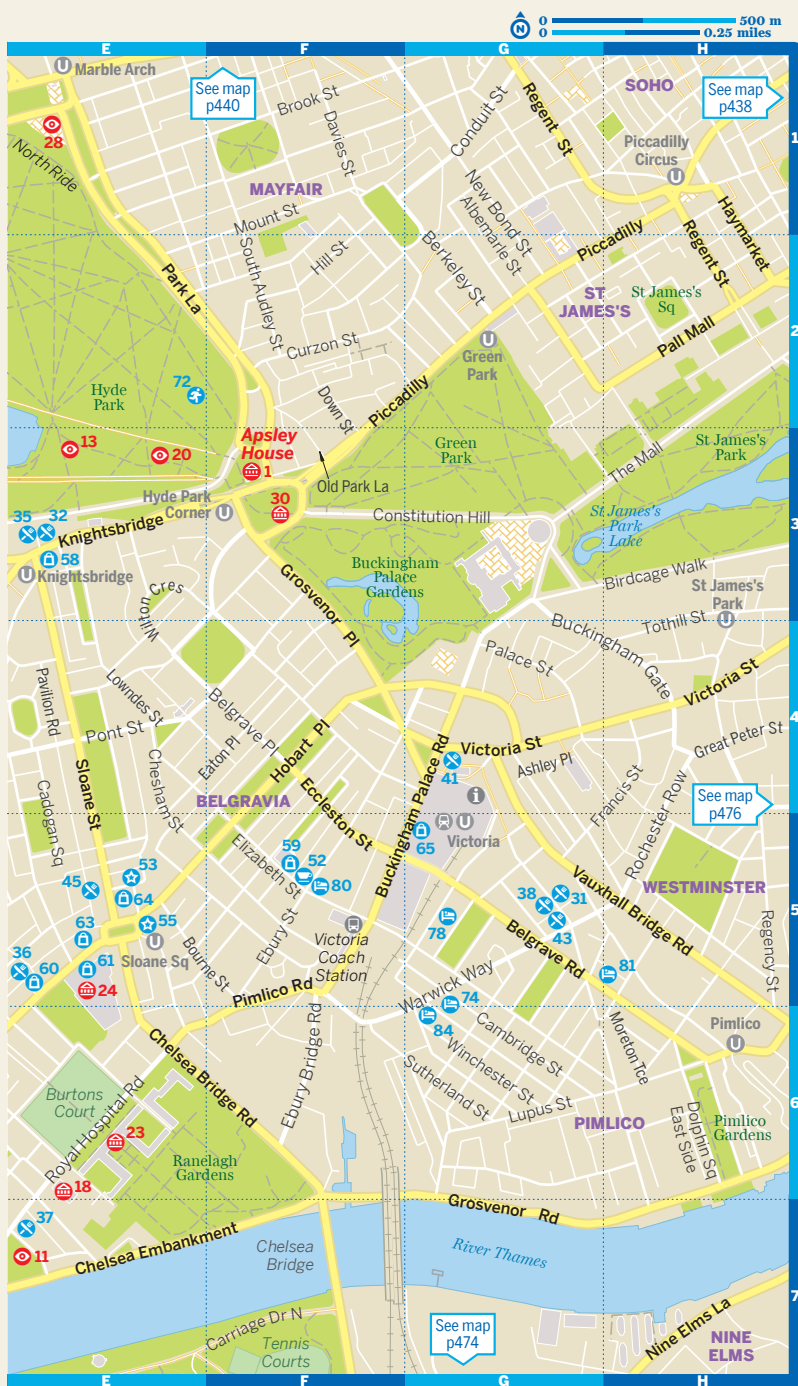 N
0 500 m
0 0.25 miles
E F G H
Marble Arch
See map
p440
Brook St
Davies St
Conduit St
Regent St
SOHO
See map
p438
28
North Ride
MAYFAIR
Piccadilly
Circus
1
Mount St
New Bond St
Albemarle St
Haymarket
Regent St
Piccadilly
Park La
South Audley St
Hill St
Berkeley St
ST
JAMES'S
St James's
Sq
Pall Mall
2
Curzon St
Green
Park
Hyde
Park
72
Down St
Piccadilly
13
20
Apsley
House
1
Green
Park
St James's
Park
The Mall
Old Park La
Hyde Park
Corner
30
35
32
Knightsbridge
Constitution Hill
St James's
Park
Lake
3
58
Knightsbridge
Buckingham
Palace
Gardens
Birdcage Walk
St James's
Park
Wilton
Cres
Grosvenor Pl
Tothill St
Buckingham Gate
Palace St
Pavilion Rd
Lowndes St
Belgrave Pl
Victoria St
Pont St
Eaton Pl
Hobart Pl
Great Peter St
4
Victoria St
Ashley Pl
41
Sloane St
Chesham St
Cadogan Sq
BELGRAVIA
Eccleston St
Buckingham Palace Rd
i
Francis St
Rochester Row
See map
p476
65
Victoria
Elizabeth St
59
52
80
53
45
64
38
31
43
Vauxhall Bridge Rd
WESTMINSTER
5
63
55
Sloane Sq
Ebury St
78
Belgrave Rd
Regency St
Victoria
Coach
Station
36
60
61
24
Bourne St
Pimlico Rd
Warwick Way
74
84
81
Cambridge St
Moreton Tce
Pimlico
Chelsea Bridge Rd
Ebury Bridge Rd
Winchester St
Sutherland St
Lupus St
Burtons
Court
Royal Hospital Rd
23
PIMLICO
Dolphin Sq
East Side
Pimlico
Gardens
6
Ranelagh
Gardens
18
37
11
Grosvenor Rd
Chelsea Embankment
Chelsea
Bridge
River Thames
7
Carriage Dr N
Tennis
Courts
See map
p474
Nine Elms La
NINE
ELMS
E F G H